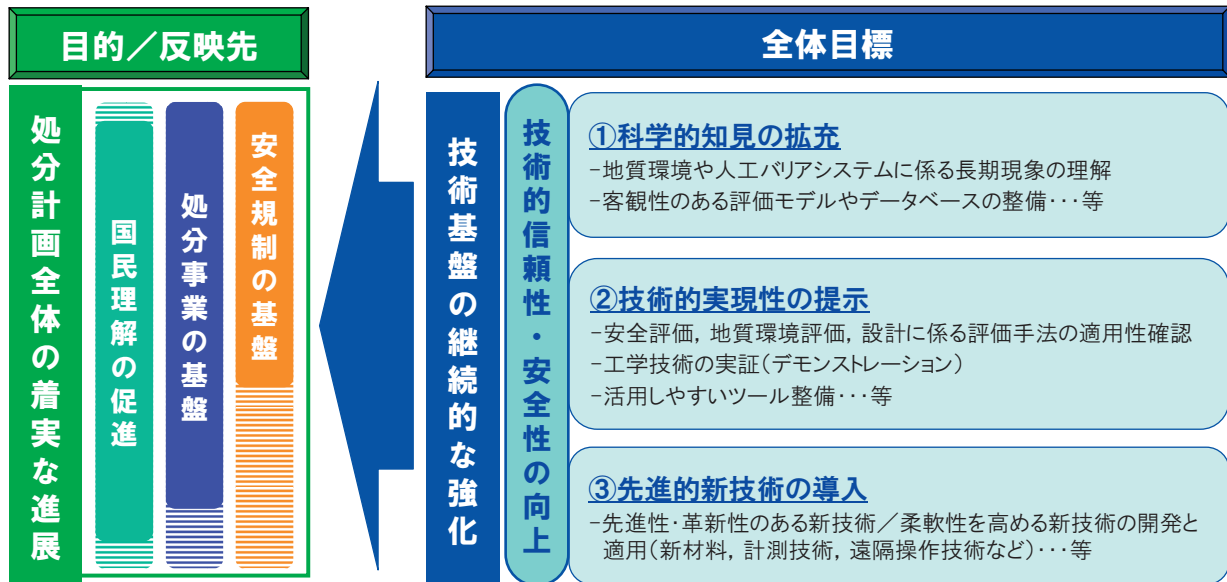 目的／反映先
処分計画全体の着実な進展
国民理解の促進
処分事業の基盤
安全規制の基盤
全体目標
技術基盤の継続的な強化
技術的信頼性・安全性の向上
①科学的知見の拡充
-地質環境や人工バリアシステムに係る長期現象の理解
-客観性のある評価モデルやデータベースの整備･･･等
②技術的実現性の提示
-安全評価，地質環境評価，設計に係る評価手法の適用性確認
-工学技術の実証（デモンストレーション）
-活用しやすいツール整備･･･等
③先進的新技術の導入
-先進性･革新性のある新技術／柔軟性を高める新技術の開発と
適用（新材料，計測技術，遠隔操作技術など）･･･等